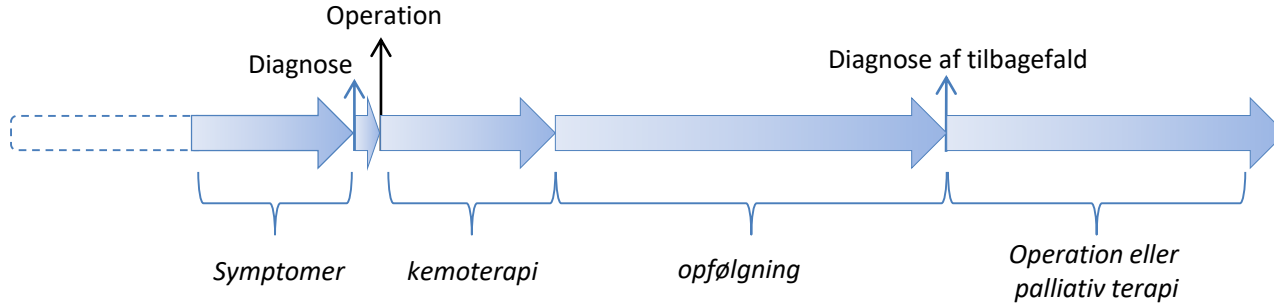 Operation
Diagnose
Diagnose af tilbagefald
Symptomer
kemoterapi
opfølgning
Operation eller
palliativ terapi